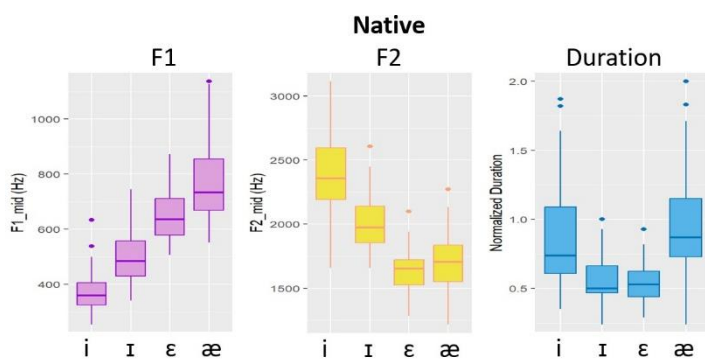 Native
F1
F2
Duration
F1_mid (Hz)
1000
800
600
400
i ɪ ɛ æ
F2_mid (Hz)
3000
2500
2000
1500
i ɪ ɛ æ
Normalized Duration
2.0
1.5
1.0
0.5
i ɪ ɛ æ